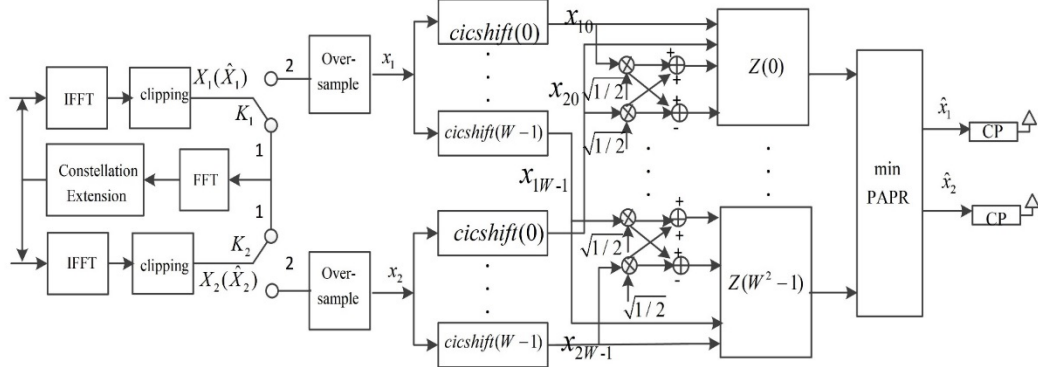 IFFT
clipping
X₁(X̂₁)
K₁
1
2
Over-
sample
x₁
cicshift(0)
x₁₀
.
.
.
cicshift(W−1)
x₁W-1
Constellation
Extension
FFT
IFFT
clipping
X₂(X̂₂)
K₂
1
2
Over-
sample
x₂
cicshift(0)
x₂₀
.
.
.
cicshift(W−1)
x₂W-1
√1/2
√1/2
+
+
+
-
Z(0)
.
.
.
.
.
.
√1/2
√1/2
+
+
+
-
Z(W²−1)
min
PAPR
x̂₁
CP
x̂₂
CP